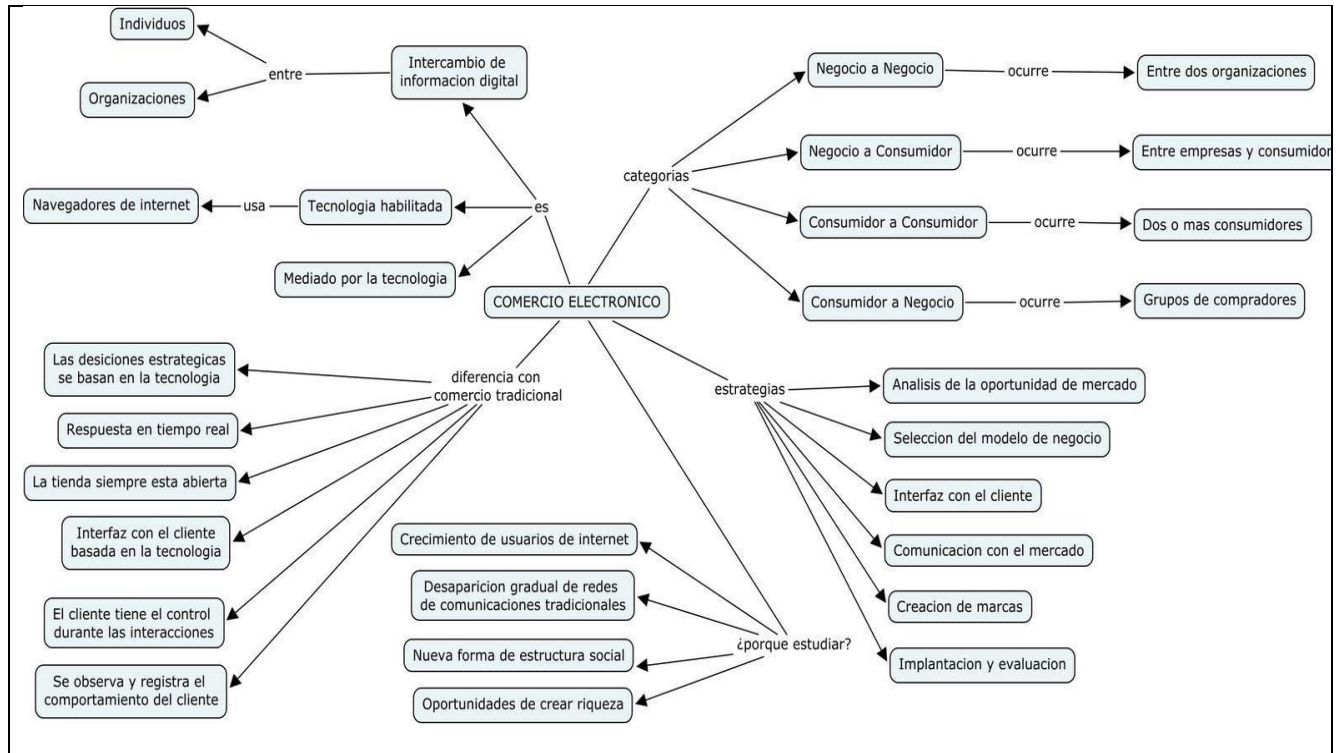 Individuos
entre
Organizaciones
Intercambio de
informacion digital
Navegadores de internet
usa
Tecnologia habilitada
es
Mediado por la tecnologia
COMERCIO ELECTRONICO
categorias
Negocio a Negocio
ocurre
Entre dos organizaciones
Negocio a Consumidor
ocurre
Entre empresas y consumidor
Consumidor a Consumidor
ocurre
Dos o mas consumidores
Consumidor a Negocio
ocurre
Grupos de compradores
diferencia con
comercio tradicional
Las desiciones estrategicas
se basan en la tecnologia
Respuesta en tiempo real
La tienda siempre esta abierta
Interfaz con el cliente
basada en la tecnologia
El cliente tiene el control
durante las interacciones
Se observa y registra el
comportamiento del cliente
¿porque estudiar?
Crecimiento de usuarios de internet
Desaparicion gradual de redes
de comunicaciones tradicionales
Nueva forma de estructura social
Oportunidades de crear riqueza
estrategias
Analisis de la oportunidad de mercado
Seleccion del modelo de negocio
Interfaz con el cliente
Comunicacion con el mercado
Creacion de marcas
Implantacion y evaluacion